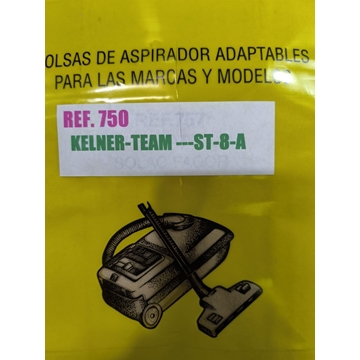 OLSAS DE ASPIRADOR ADAPTABLES
PARA LAS MARCAS Y MODELOS
REF. 750
KELNER-TEAM ---ST-8-A